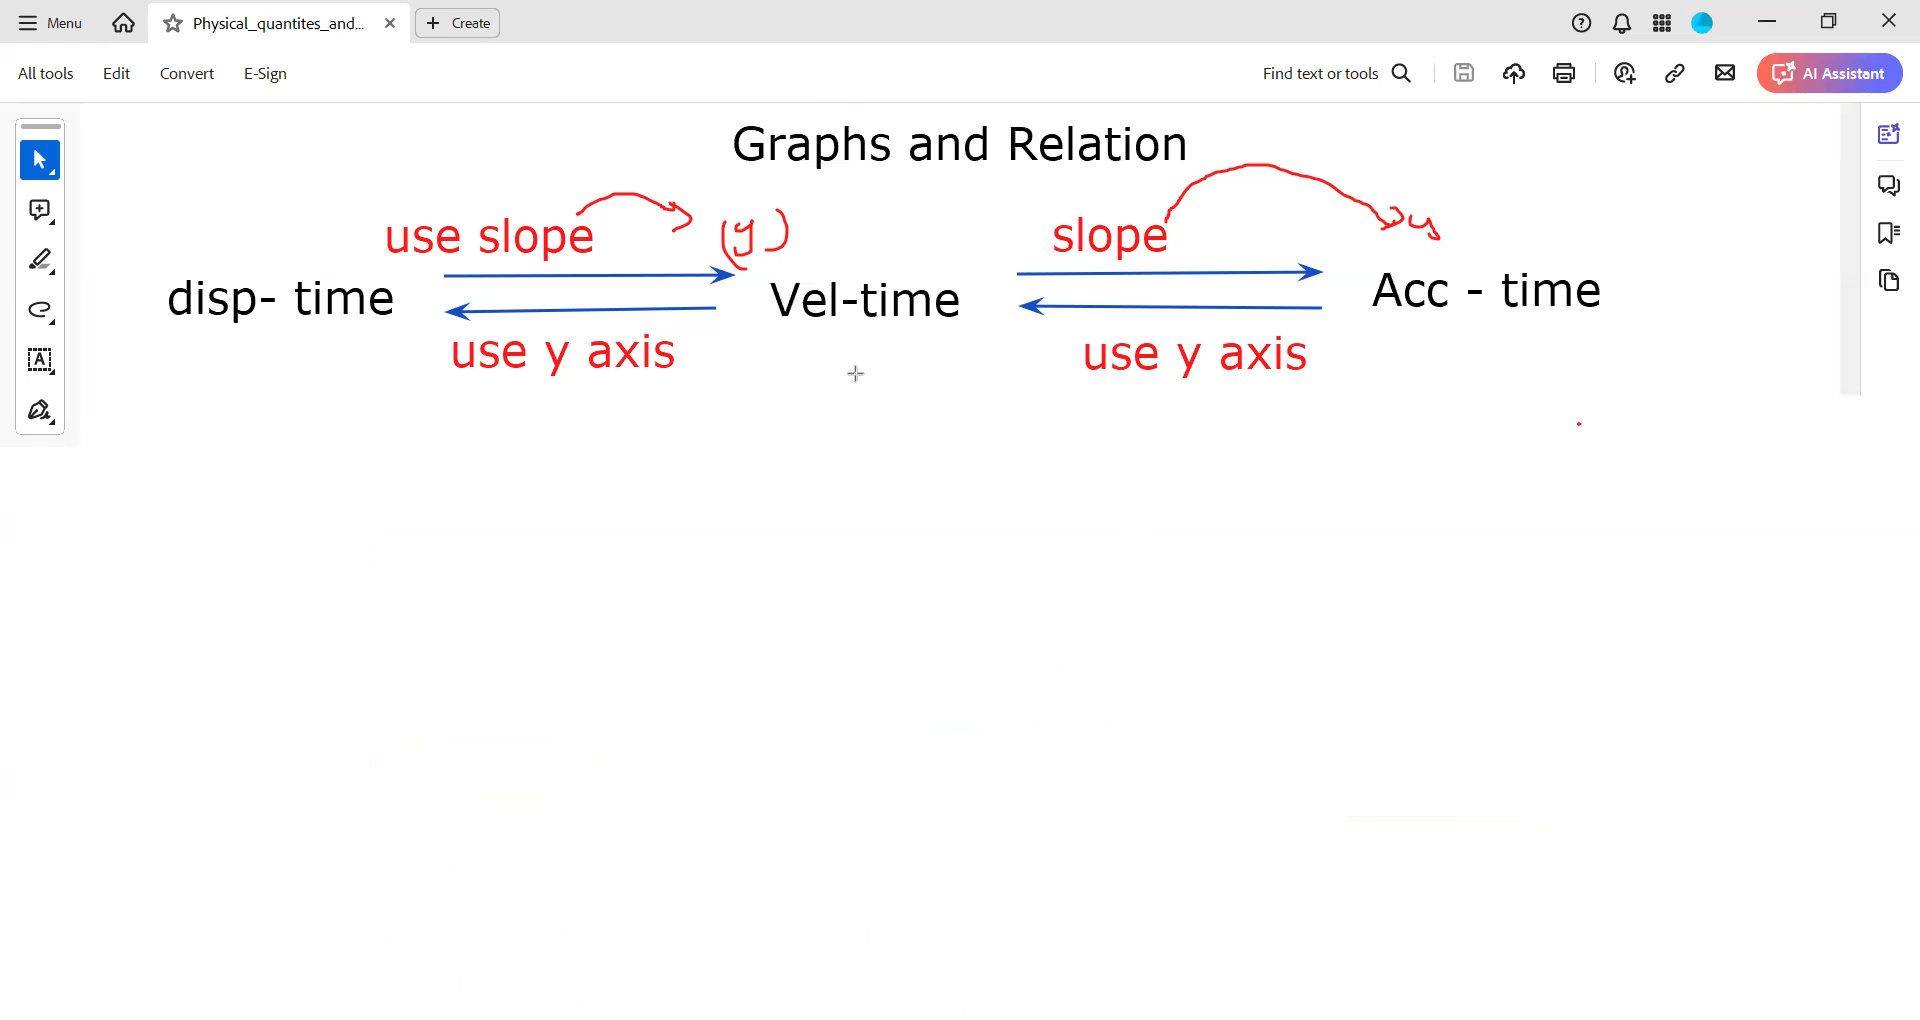 Menu
Physical_quantites_and...
Create
All tools
Edit
Convert
E-Sign
Find text or tools
AI Assistant
Graphs and Relation
use slope
(y)
slope
y
disp- time
Vel-time
Acc - time
use y axis
use y axis